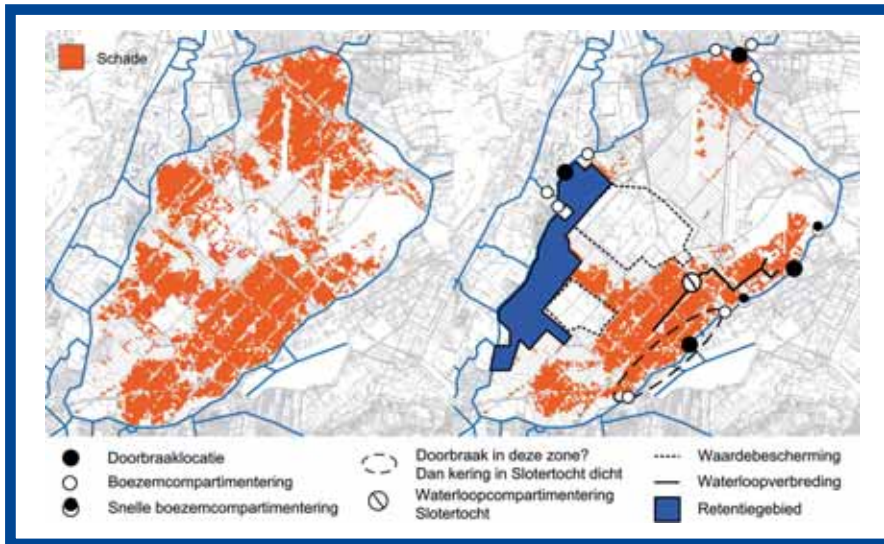 Schade
Doorbraaklocatie
Boezemcompartimentering
Snelle boezemcompartimentering
Doorbraak in deze zone?
Dan kering in Slotertocht dicht
Waterloopcompartimentering
Slotertocht
Waardebescherming
Waterloopverbreding
Retentiegebied